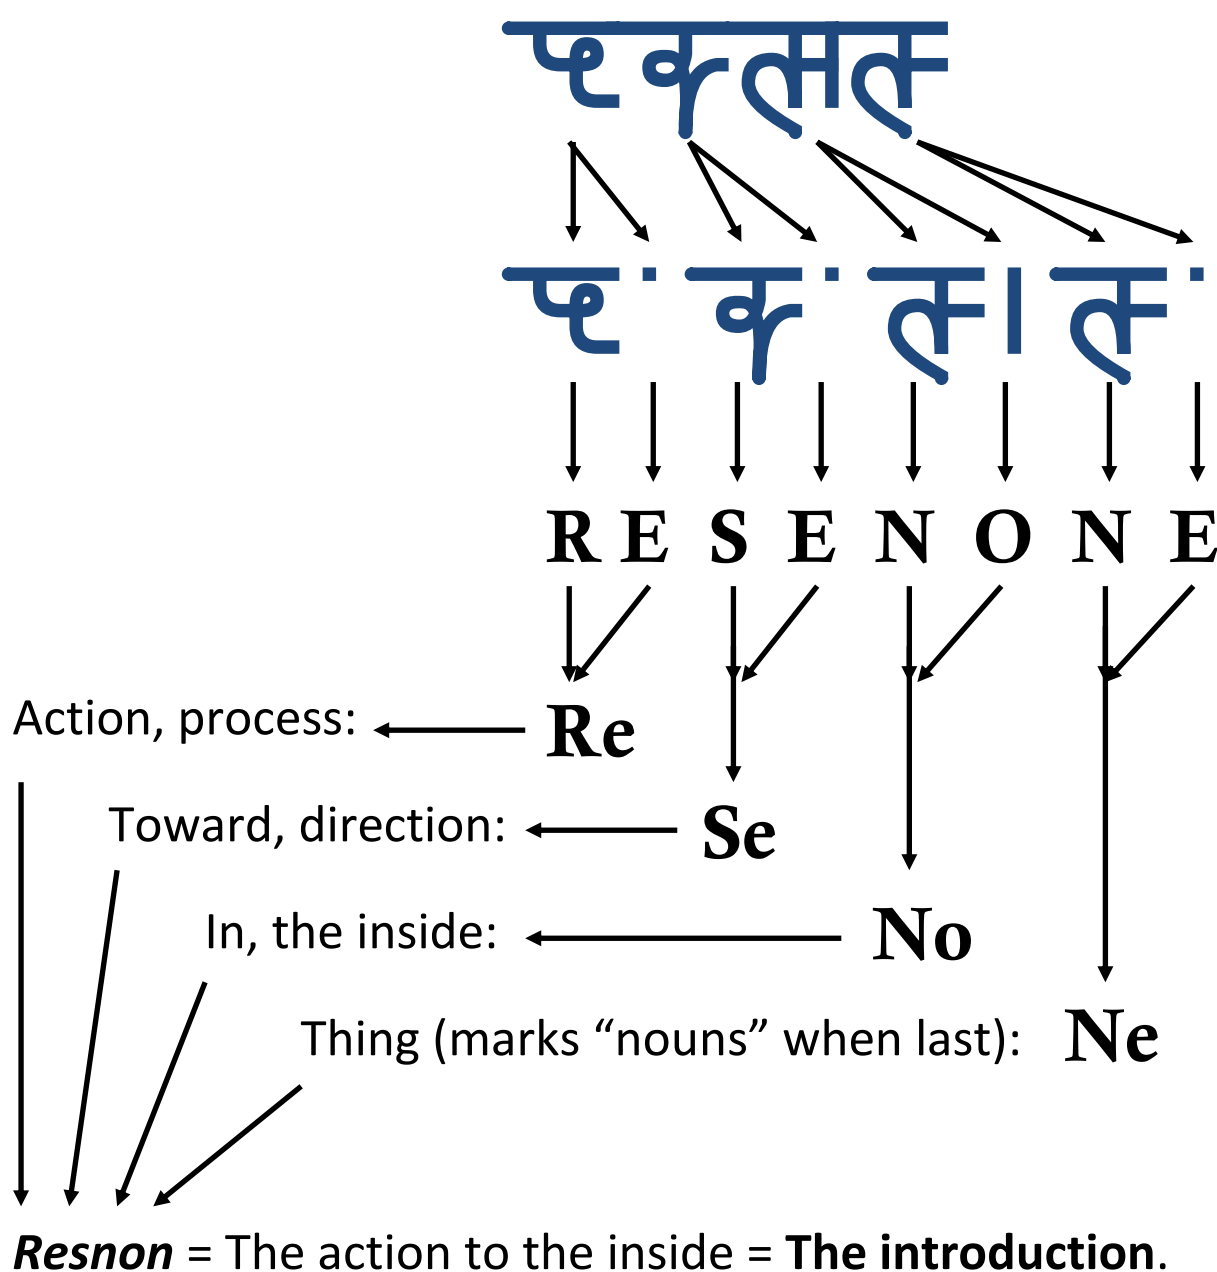 R E S E N O N E
Re
Action, process:
Se
Toward, direction:
No
In, the inside:
Thing (marks “nouns” when last): Ne
Resnon = The action to the inside = The introduction.